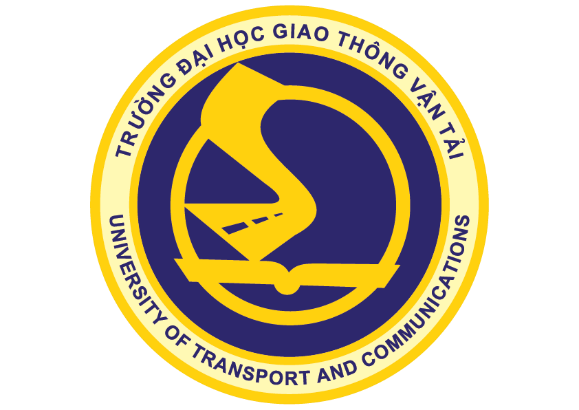 TRƯỜNG ĐẠI HỌC GIAO THÔNG VẬN TẢI
UNIVERSITY OF TRANSPORT AND COMMUNICATIONS